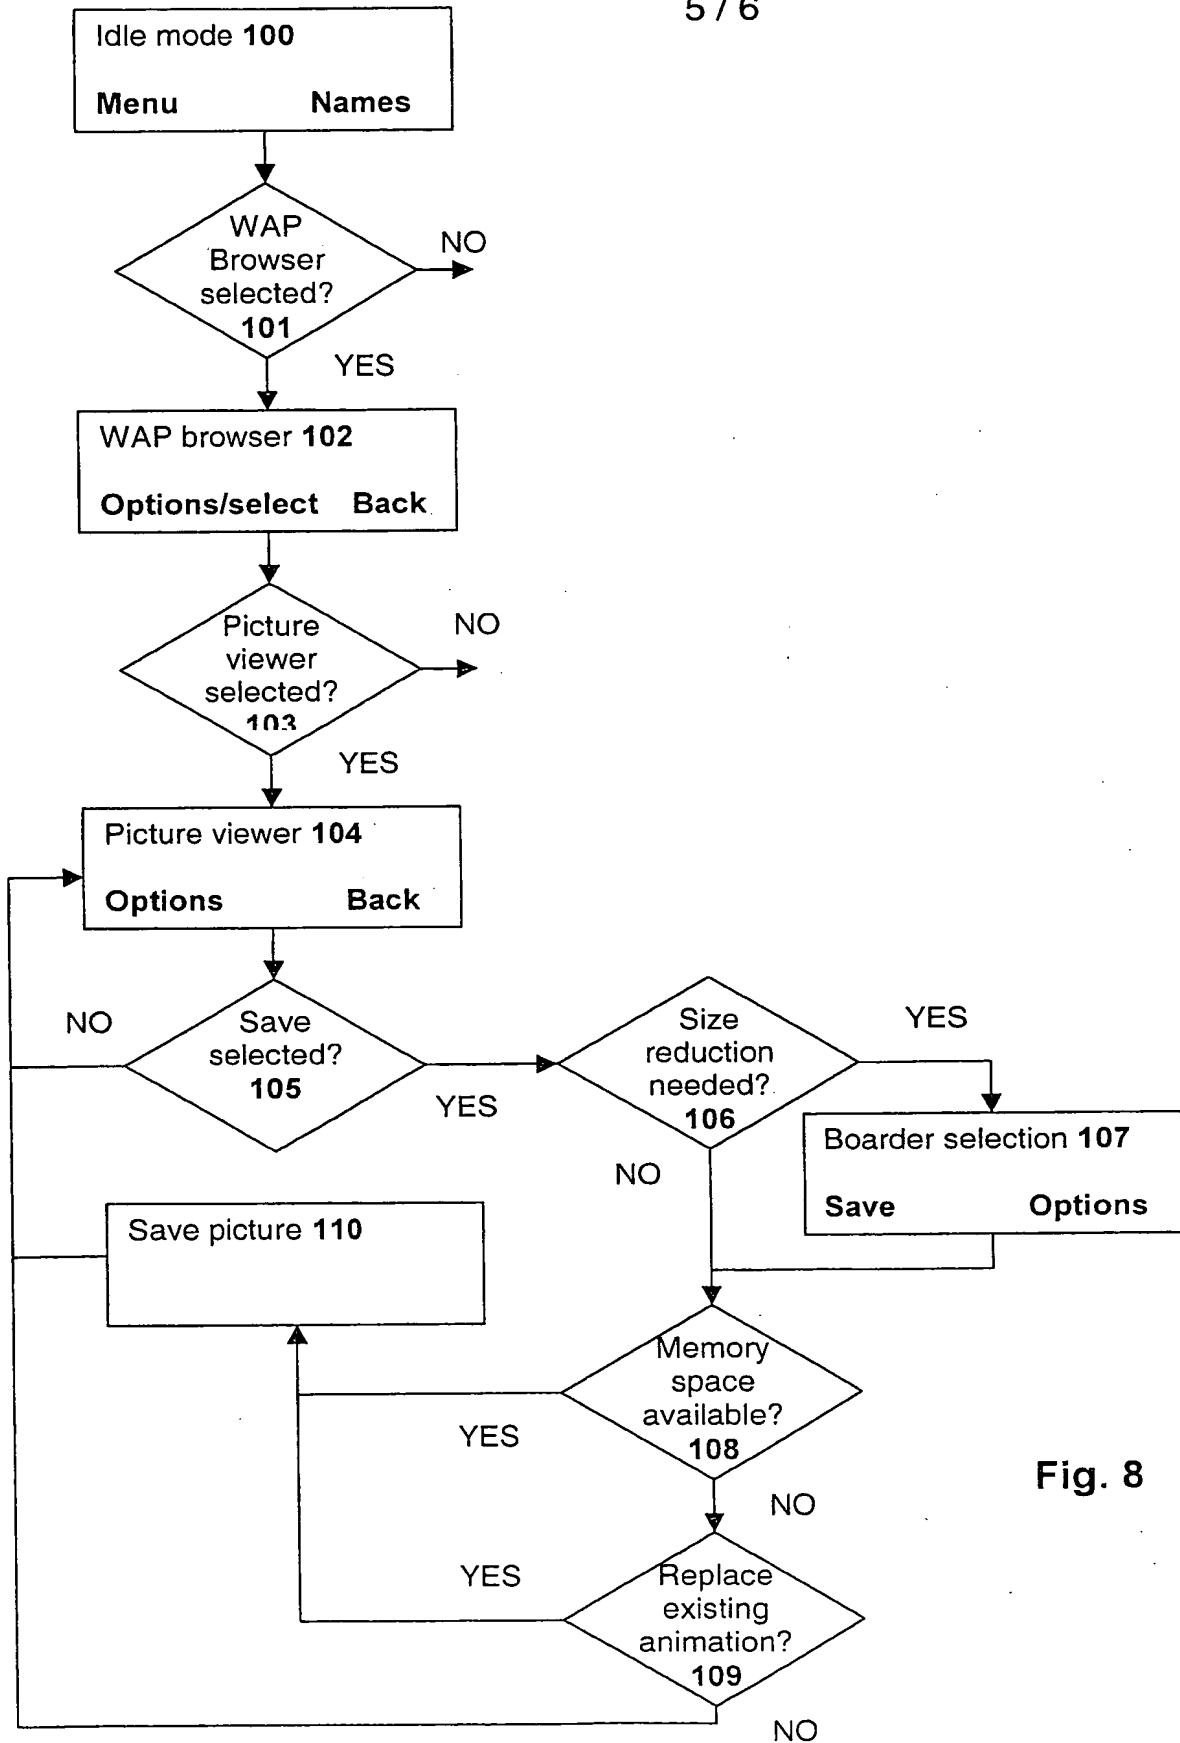 5 / 6
Idle mode 100
Menu Names
WAP
Browser
selected?
101
NO
YES
WAP browser 102
Options/select Back
Picture
viewer
selected?
103
NO
YES
Picture viewer 104
Options Back
Save
selected?
105
NO
YES
Size
reduction
needed?
106
YES
NO
Boarder selection 107
Save Options
Save picture 110
Memory
space
available?
108
YES
NO
Fig. 8
Replace
existing
animation?
109
YES
NO